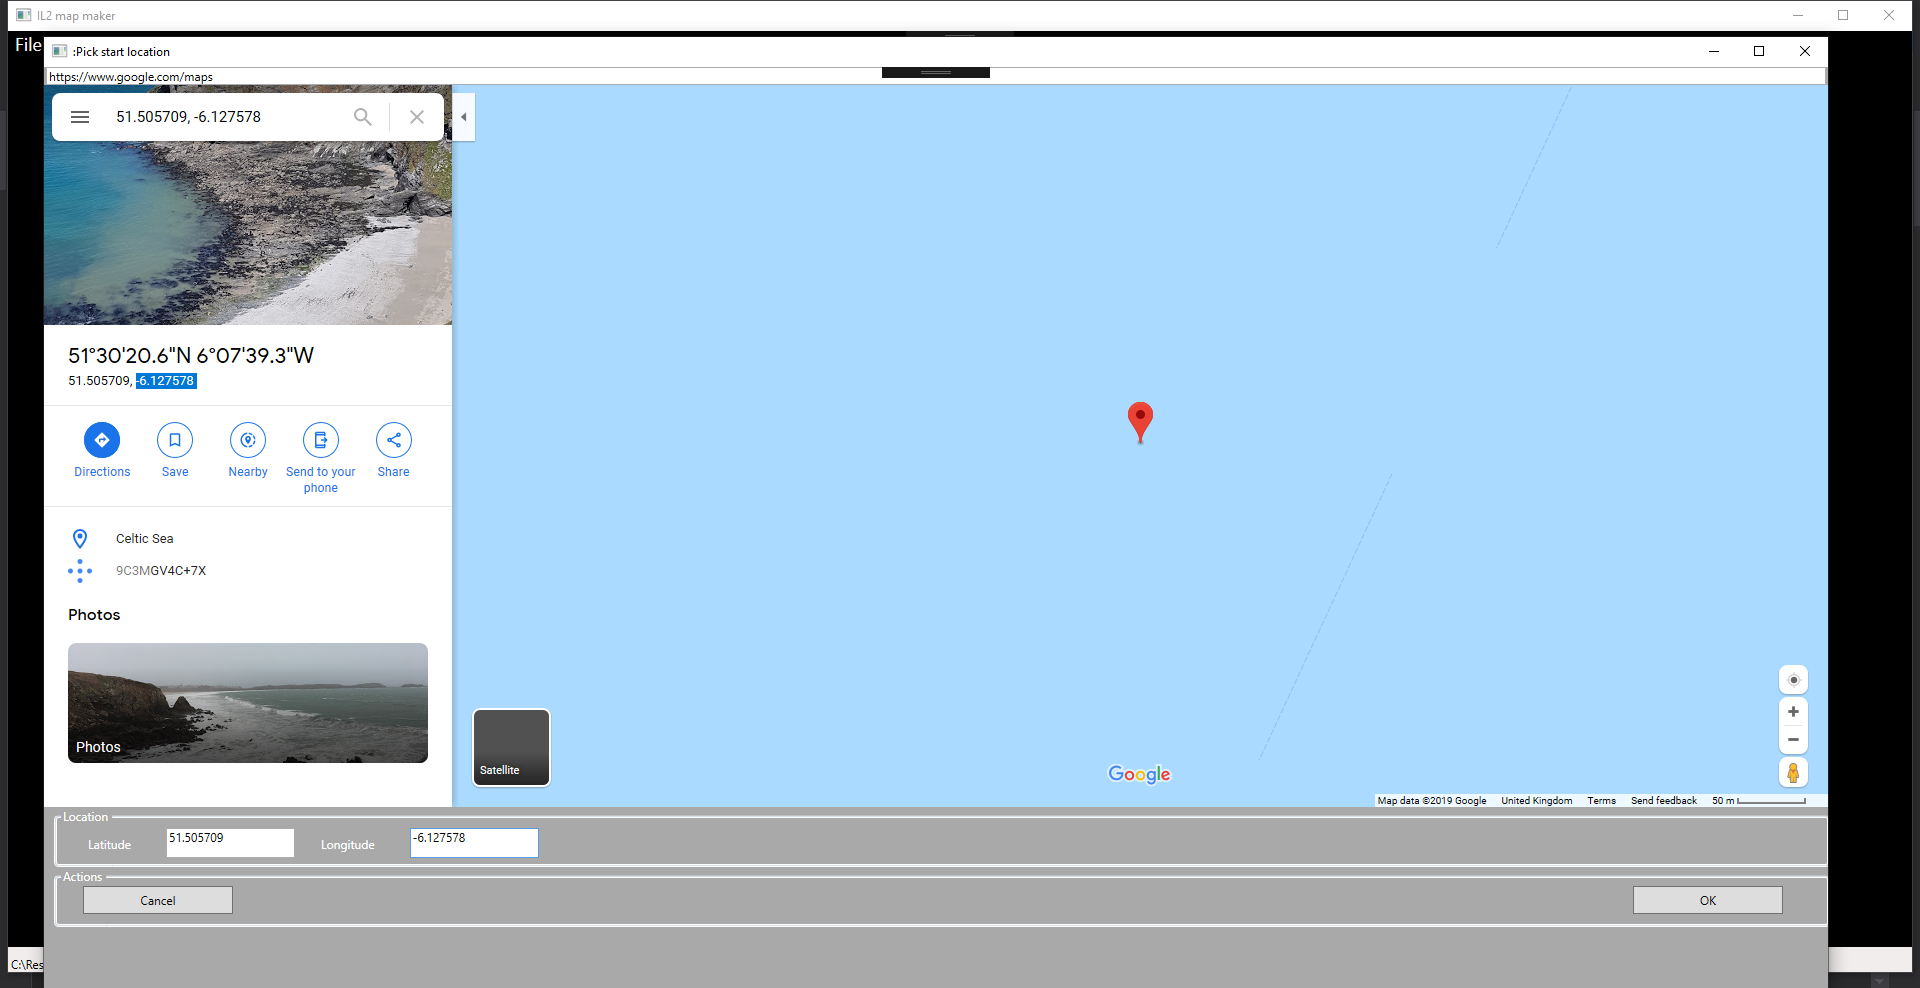 IL2 map maker
File
:Pick start location
https://www.google.com/maps
51.505709, -6.127578
51°30'20.6"N 6°07'39.3"W
51.505709, -6.127578
Directions
Save
Nearby
Send to your
phone
Share
Celtic Sea
9C3MGV4C+7X
Photos
Photos
Satellite
Google
Map data ©2019 Google United Kingdom Terms Send feedback 50 m
Location
Latitude 51.505709 Longitude -6.127578
Actions
Cancel
OK
C:\Res